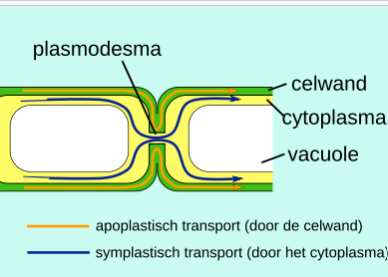 plasmodesma
celwand
cytoplasma
vacuole
apoplastisch transport (door de celwand)
symplastisch transport (door het cytoplasma)